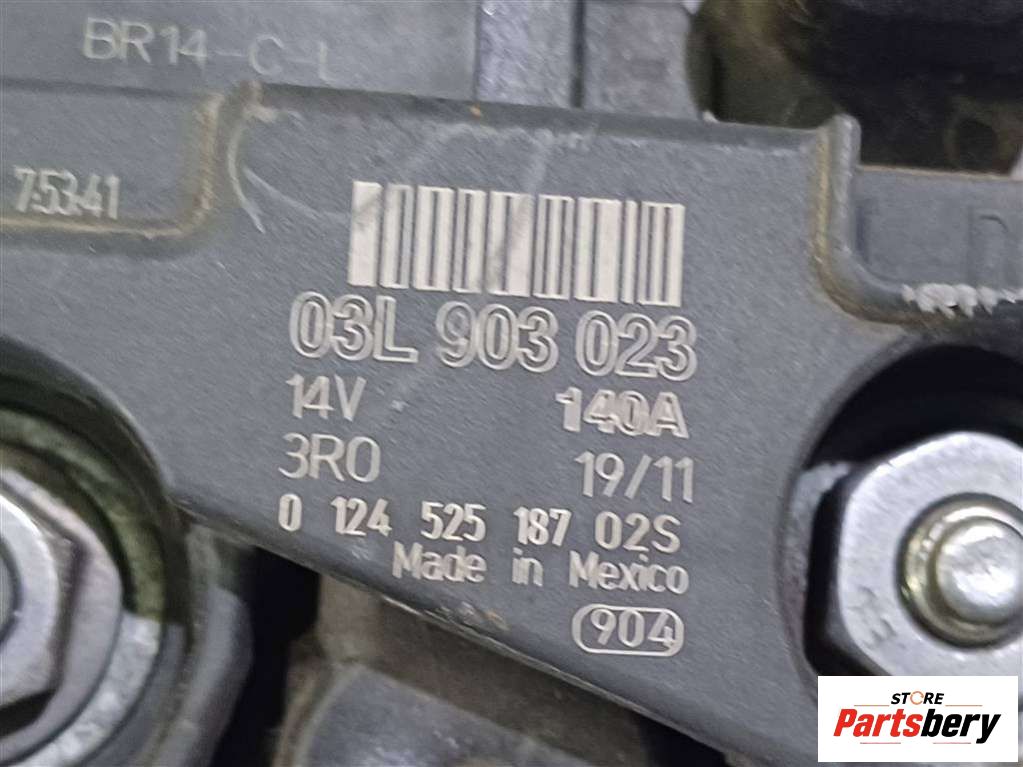 BR14-C-L
75341
03L 903 023
14V 140A
3R0 19/11
0 124 525 187 02S
Made in Mexico
904
STORE
Partsbery